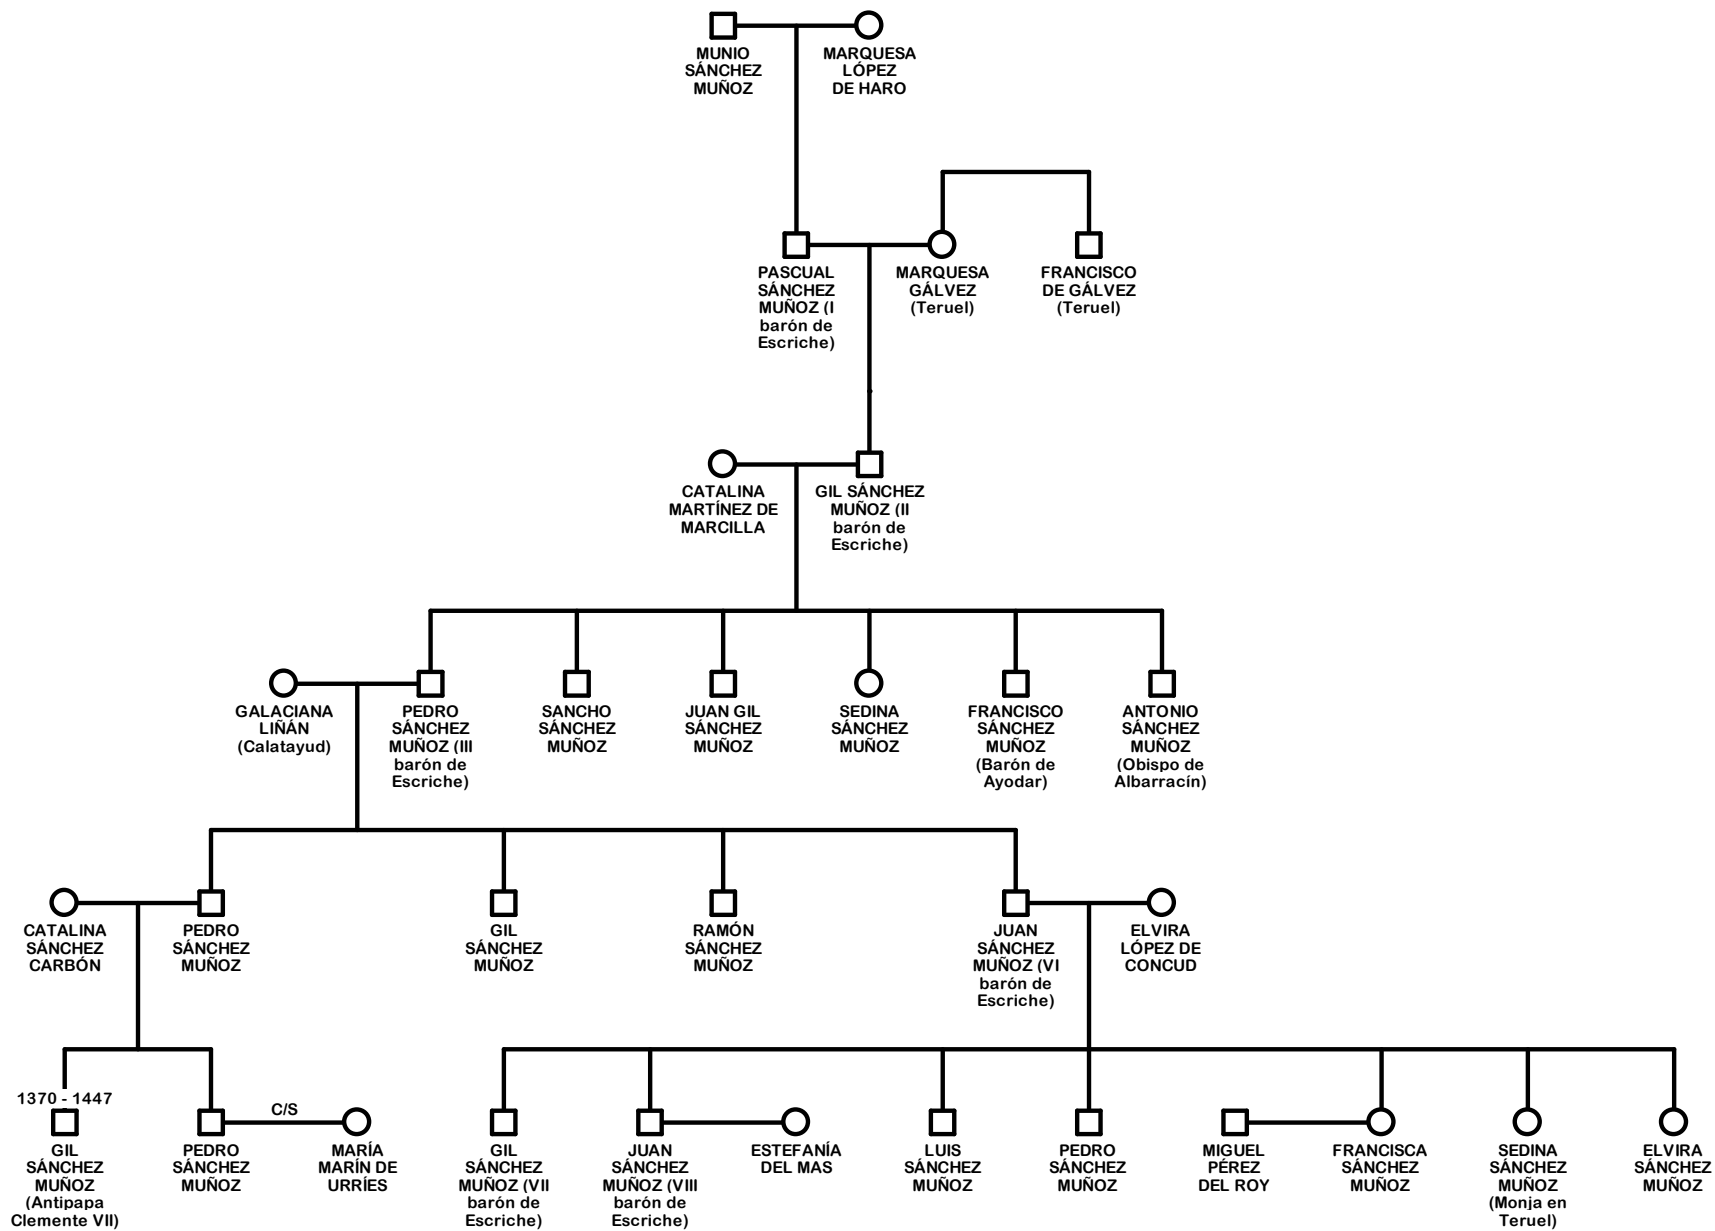 MUNIO
SÁNCHEZ
MUÑOZ
MARQUESA
LÓPEZ
DE HARO
PASCUAL
SÁNCHEZ
MUÑOZ (I
barón de
Escriche)
MARQUESA
GÁLVEZ
(Teruel)
FRANCISCO
DE GÁLVEZ
(Teruel)
CATALINA
MARTÍNEZ DE
MARCILLA
GIL SÁNCHEZ
MUÑOZ (II
barón de
Escriche)
GALACIANA
LIÑÁN
(Calatayud)
PEDRO
SÁNCHEZ
MUÑOZ (III
barón de
Escriche)
SANCHO
SÁNCHEZ
MUÑOZ
JUAN GIL
SÁNCHEZ
MUÑOZ
SEDINA
SÁNCHEZ
MUÑOZ
FRANCISCO
SÁNCHEZ
MUÑOZ
(Barón de
Ayodar)
ANTONIO
SÁNCHEZ
MUÑOZ
(Obispo de
Albarracín)
CATALINA
SÁNCHEZ
CARBÓN
PEDRO
SÁNCHEZ
MUÑOZ
GIL
SÁNCHEZ
MUÑOZ
RAMÓN
SÁNCHEZ
MUÑOZ
JUAN
SÁNCHEZ
MUÑOZ (VI
barón de
Escriche)
ELVIRA
LÓPEZ DE
CONCUD
1370 - 1447
GIL
SÁNCHEZ
MUÑOZ
(Antipapa
Clemente VII)
PEDRO
SÁNCHEZ
MUÑOZ
C/S
MARÍA
MARÍN DE
URRÍES
GIL
SÁNCHEZ
MUÑOZ (VII
barón de
Escriche)
JUAN
SÁNCHEZ
MUÑOZ (VIII
barón de
Escriche)
ESTEFANÍA
DEL MAS
LUIS
SÁNCHEZ
MUÑOZ
PEDRO
SÁNCHEZ
MUÑOZ
MIGUEL
PÉREZ
DEL ROY
FRANCISCA
SÁNCHEZ
MUÑOZ
SEDINA
SÁNCHEZ
MUÑOZ
(Monja en
Teruel)
ELVIRA
SÁNCHEZ
MUÑOZ